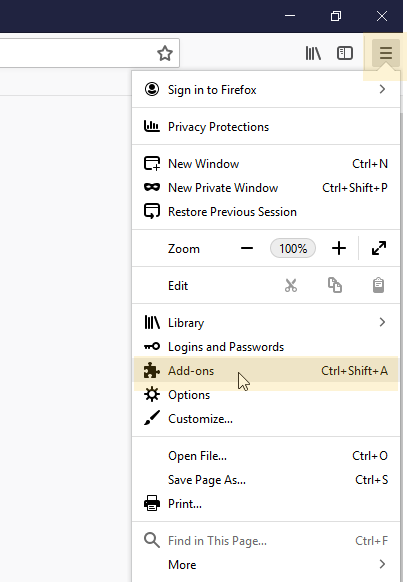 Sign in to Firefox
Privacy Protections
New Window Ctrl+N
New Private Window Ctrl+Shift+P
Restore Previous Session
Zoom 100%
Edit
Library
Logins and Passwords
Add-ons Ctrl+Shift+A
Options
Customize...
Open File... Ctrl+O
Save Page As... Ctrl+S
Print...
Find in This Page... Ctrl+F
More